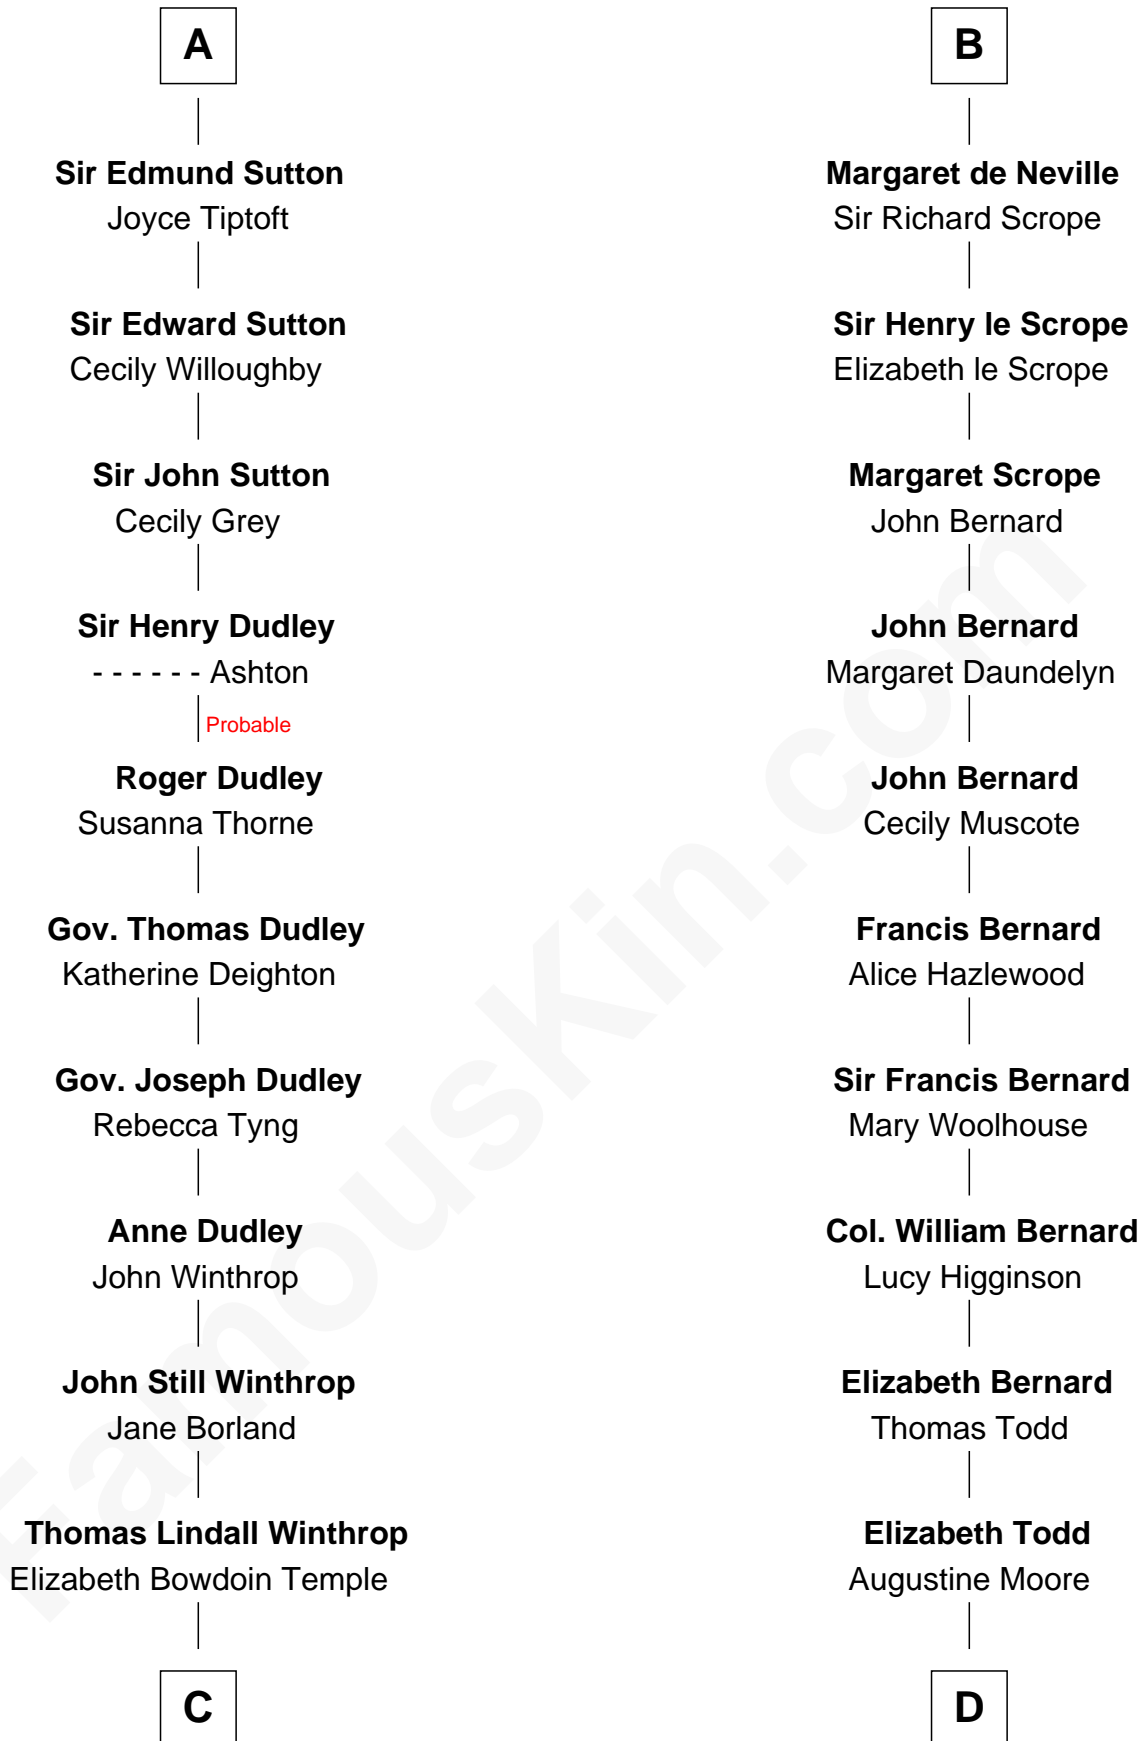 A
Sir Edmund Sutton
Joyce Tiptoft
Sir Edward Sutton
Cecily Willoughby
Sir John Sutton
Cecily Grey
Sir Henry Dudley
- - - - - - Ashton
Probable
Roger Dudley
Susanna Thorne
Gov. Thomas Dudley
Katherine Deighton
Gov. Joseph Dudley
Rebecca Tyng
Anne Dudley
John Winthrop
John Still Winthrop
Jane Borland
Thomas Lindall Winthrop
Elizabeth Bowdoin Temple
C
B
Margaret de Neville
Sir Richard Scrope
Sir Henry le Scrope
Elizabeth le Scrope
Margaret Scrope
John Bernard
John Bernard
Margaret Daundelyn
John Bernard
Cecily Muscote
Francis Bernard
Alice Hazlewood
Sir Francis Bernard
Mary Woolhouse
Col. William Bernard
Lucy Higginson
Elizabeth Bernard
Thomas Todd
Elizabeth Todd
Augustine Moore
D
FamousKin.com